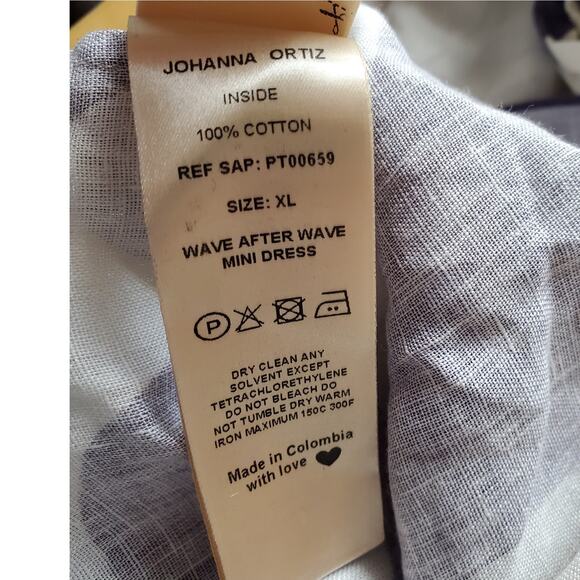 JOHANNA ORTIZ
INSIDE
100% COTTON
REF SAP: PT00659
SIZE: XL
WAVE AFTER WAVE
MINI DRESS
P
DRY CLEAN ANY
SOLVENT EXCEPT
TETRACHLORETHYLENE
DO NOT BLEACH DO
NOT TUMBLE DRY WARM
IRON MAXIMUM 150C 300F
Made in Colombia
with love